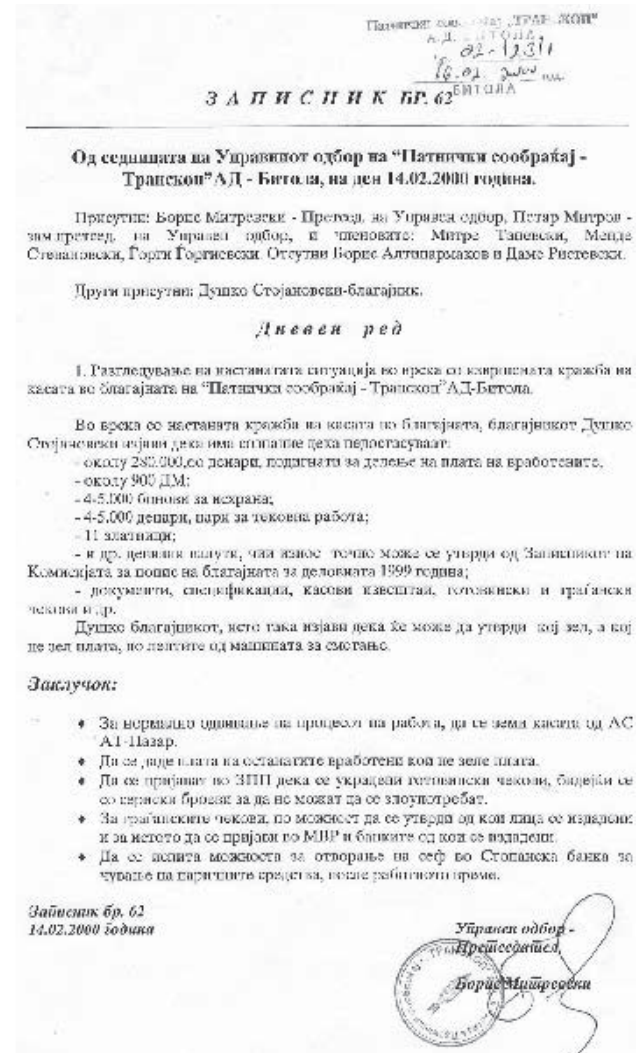 Патнички сообраќај „ТРАНСКОП"
А.Д. БИТОЛА
02-123/1
16.02 2000 год.
БИТОЛА
З А П И С Н И К БР. 62
Од седницата на Управниот одбор на “Патнички сообраќај -
Транскоп”АД - Битола, на ден 14.02.2000 година.
Присутни: Борис Митревски - Претсед. на Управен одбор, Петар Митров -
зам.претсед. на Управен одбор, и членовите: Митре Таневски, Менде
Стевановски, Ѓорги Ѓоргиевски. Отсутни Борис Алтипармаков и Даме Ристевски.
Други присутни: Душко Стојановски-благајник.
Дневен ред
1. Разгледување на настанатата ситуација во врска со извршената кражба на
касата во благајната на “Патнички сообраќај - Транскоп”АД-Битола.
Во врска со настаната кражба на касата во благајната, благајникот Душко
Стојановски изјави дека има сознание дека недостасуваат:
- околу 280.000,оо денари, подигнати за делење на плата на вработените,
- околу 900 ДМ;
- 4-5.000 бонови за исхрана;
- 4-5.000 денари, пари за тековна работа;
- 11 златници;
- и др. девизни валути, чии износ точно може се утврди од Записникот на
Комисијата за попис на благајната за деловната 1999 година;
- документи, спецификации, касови извештаи, готовински и граѓански
чекови и др.
Душко благајникот, исто така изјави дека ќе може да утврди кој зел, а кој
не зел плата, по лентите од машината за сметање.
Заклучок:
♦ За нормално одвивање на процесот на работа, да се земи касата од АС
АТ-Пазар.
♦ Да се даде плата на останатите вработени кои не зеле плата.
♦ Да се пријават во ЗПП дека се украдени готовински чекови, бидејќи се
со сериски броеви за да не можат да се злоупотребат.
♦ За граѓанските чекови, по можност да се утврди од кои лица се издадени
и за истото да се пријави во МВР и банките од кои се издадени.
♦ Да се испита можноста за отворање на сеф во Стопанска банка за
чување на паричните средства, после работното време.
Записник бр. 62
14.02.2000 година
Управен одбор -
Претседател,
Борис Митревски